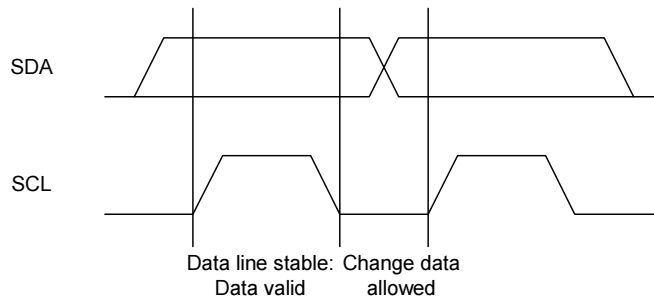 SDA
SCL
Data line stable: Change data
Data valid allowed